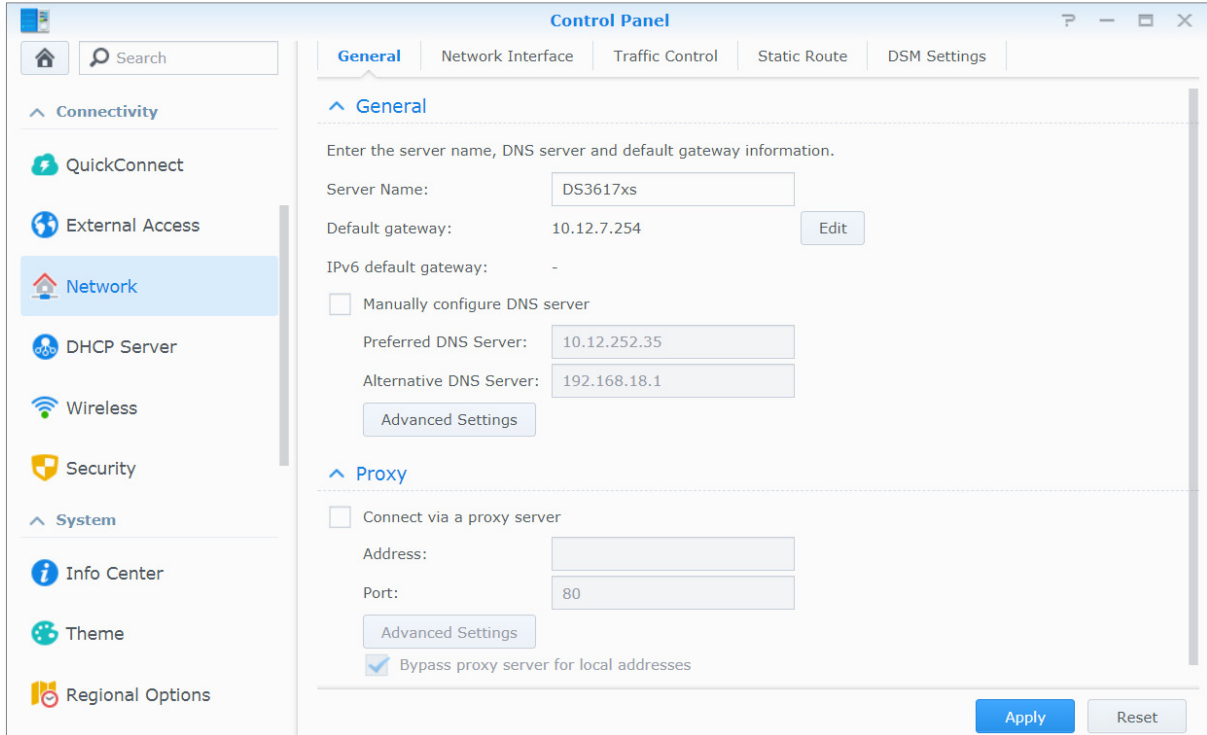 Control Panel
Search
General
Network Interface
Traffic Control
Static Route
DSM Settings
Connectivity
QuickConnect
External Access
Network
DHCP Server
Wireless
Security
System
Info Center
Theme
Regional Options
General
Enter the server name, DNS server and default gateway information.
Server Name: DS3617xs
Default gateway: 10.12.7.254 Edit
IPv6 default gateway: -
Manually configure DNS server
Preferred DNS Server: 10.12.252.35
Alternative DNS Server: 192.168.18.1
Advanced Settings
Proxy
Connect via a proxy server
Address:
Port: 80
Advanced Settings
Bypass proxy server for local addresses
Apply Reset